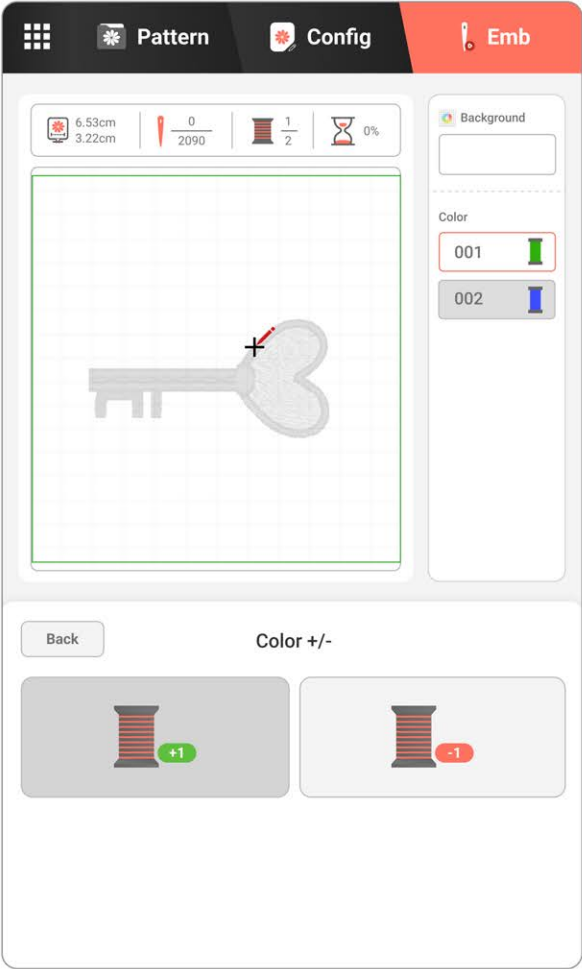 Pattern
Config
Emb
6.53cm
3.22cm
0
2090
1
2
0%
Background
Color
001
002
Back
Color +/-
+1
-1